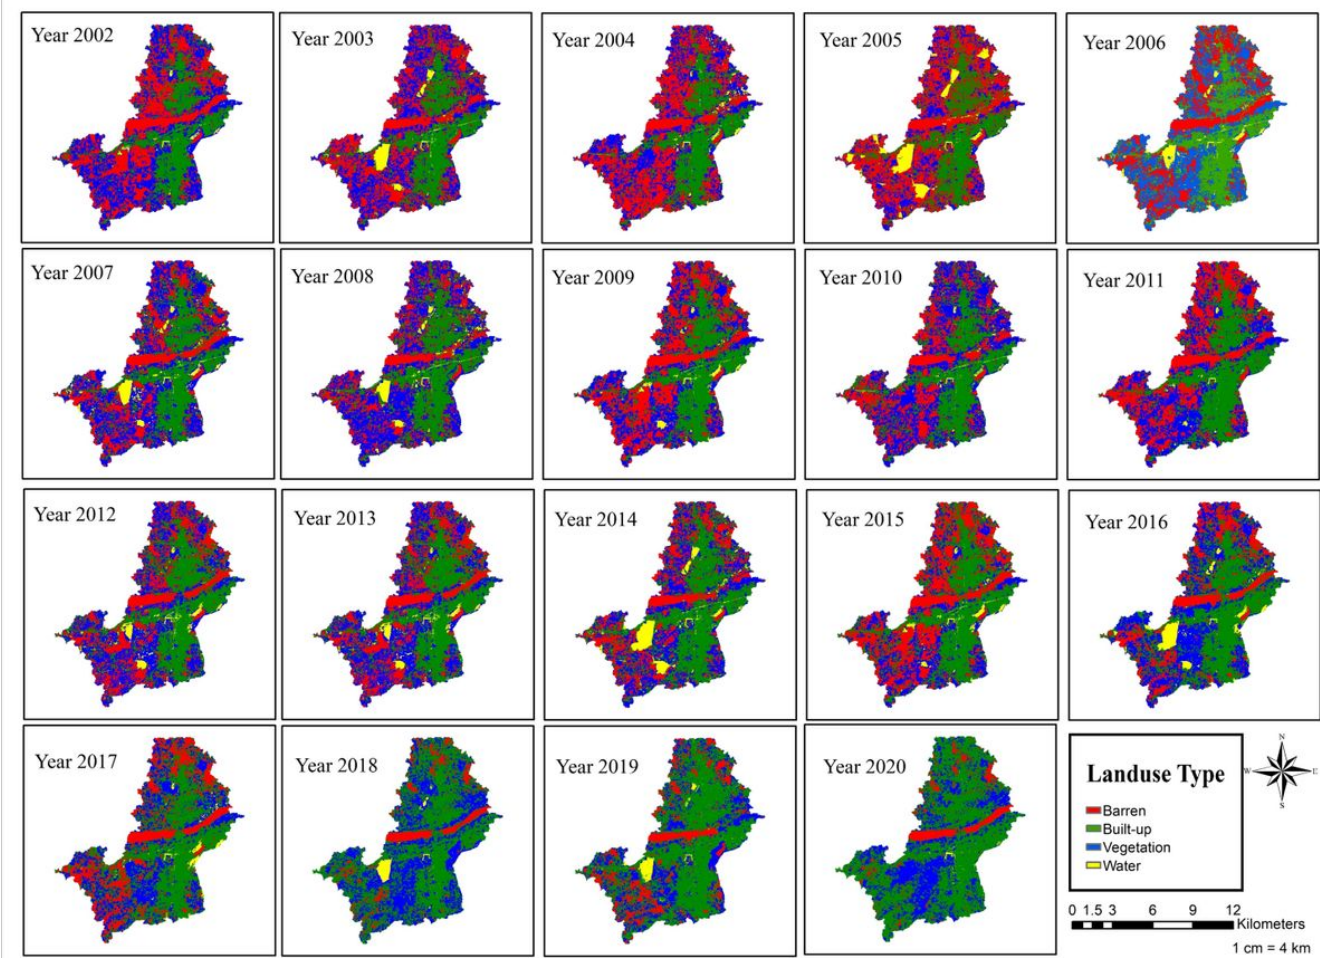 Year 2002
Year 2003
Year 2004
Year 2005
Year 2006
Year 2007
Year 2008
Year 2009
Year 2010
Year 2011
Year 2012
Year 2013
Year 2014
Year 2015
Year 2016
Year 2017
Year 2018
Year 2019
Year 2020
Landuse Type
Barren
Built-up
Vegetation
Water
N
W E
S
0 1.5 3 6 9 12
Kilometers
1 cm = 4 km